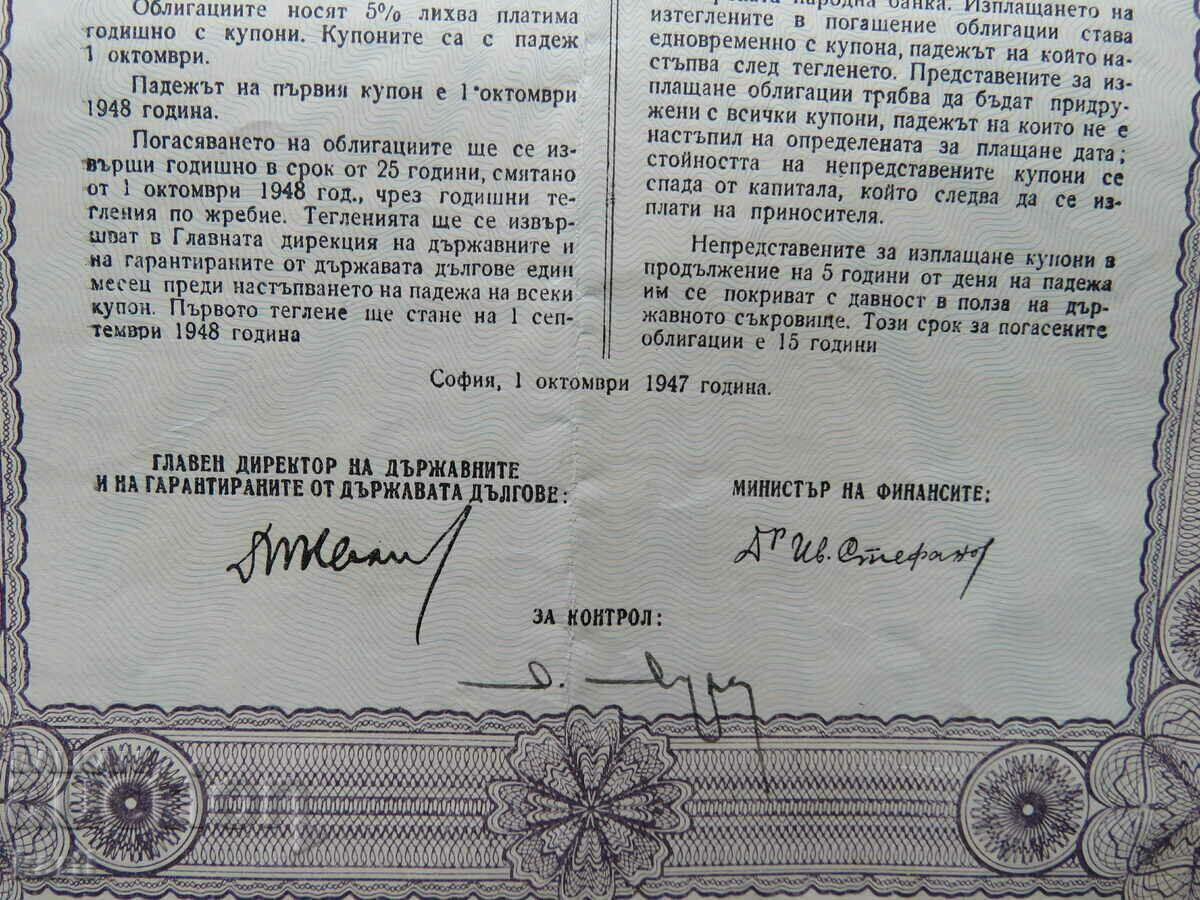 Облигациите носят 5% лихва платима
годишно с купони. Купоните са с падеж
1 октомври.
Падежът на първия купон е 1 октомври
1948 година.
Погасяването на облигациите ще се из-
върши годишно в срок от 25 години, смятано
от 1 октомври 1948 год., чрез годишни те-
гления по жребие. Тегленията ще се извър-
шват в Главната дирекция на държавните и
на гарантираните от държавата дългове един
месец преди настъпването на падежа на всеки
купон. Първото теглене ще стане на 1 сеп-
тември 1948 година
народна банка. Изплащането на
изтеглените в погашение облигации става
едновременно с купона, падежът на който на-
стъпва след тегленето. Представените за из-
плащане облигации трябва да бъдат придру-
жени с всички купони, падежът на които не е
настъпил на определената за плащане дата;
стойността на непредставените купони се
спада от капитала, който следва да се из-
плати на приносителя.
Непредставените за изплащане купони в
продължение на 5 години от деня на падежа
им се покриват с давност в полза на дър-
жавното съкровище. Този срок за погасените
облигации е 15 години
София, 1 октомври 1947 година.
ГЛАВЕН ДИРЕКТОР НА ДЪРЖАВНИТЕ
И НА ГАРАНТИРАНИТЕ ОТ ДЪРЖАВАТА ДЪЛГОВЕ:
МИНИСТЪР НА ФИНАНСИТЕ:
Др Ив. Стефанов
ЗА КОНТРОЛ: